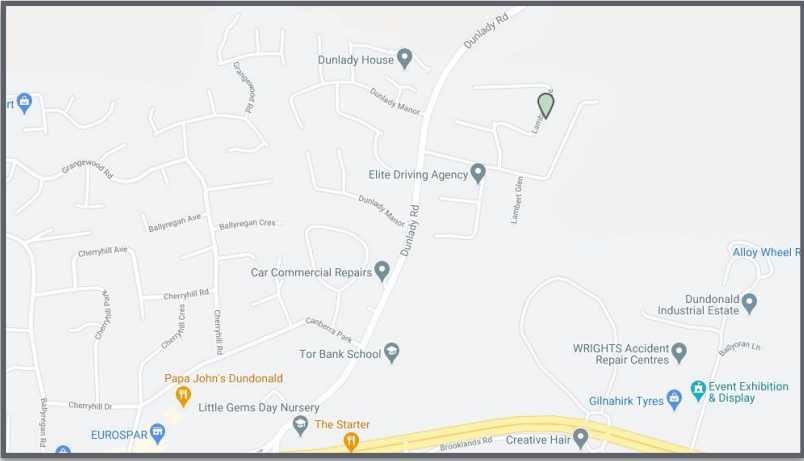 Dunlady Rd
Dunlady House
Grangewood Rd
Dunlady Manor
rt
Grangewood Rd
Elite Driving Agency
Lambert Glen
Dunlady Manor
Dunlady Rd
Ballyregan Ave
Ballyregan Cres
Cherryhill Ave
Alloy Wheel R
Car Commercial Repairs
Cherryhill Park
Cherryhill Rd
Cherryhill Cres
Cherryhill Rd
Dundonald
Industrial Estate
Canberra Park
Tor Bank School
WRIGHTS Accident
Repair Centres
Ballyoran Ln
Papa John's Dundonald
Event Exhibition
& Display
Gilnahirk Tyres
Cherryhill Dr
Ballyregan Rd
Little Gems Day Nursery
The Starter
EUROSPAR
Brooklands Rd
Creative Hair